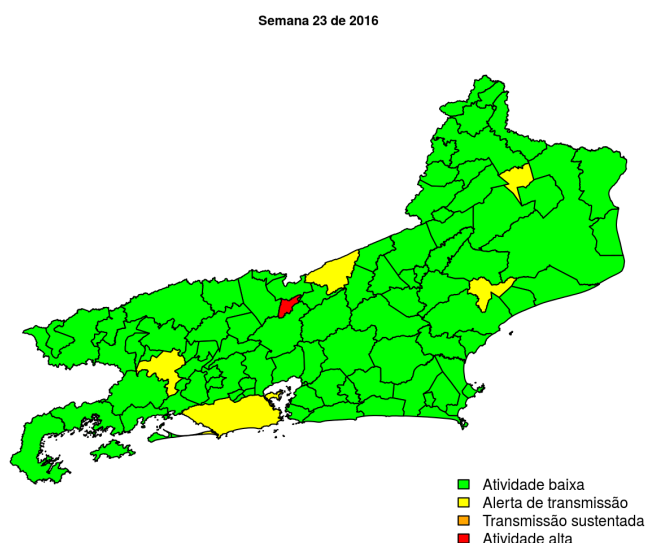 Semana 23 de 2016
Atividade baixa
Alerta de transmissão
Transmissão sustentada
Atividade alta